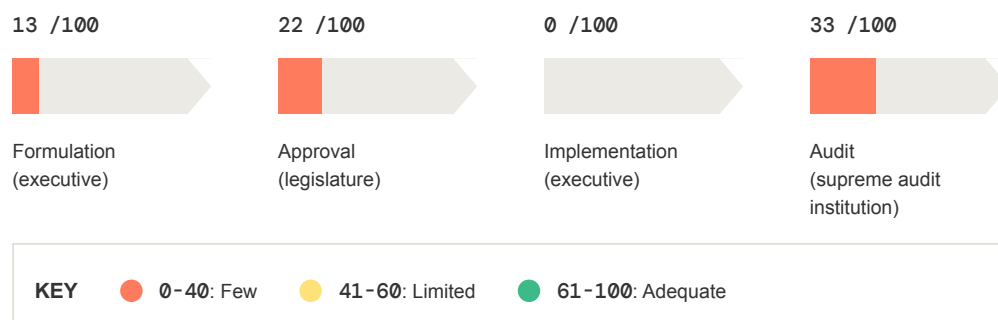 13 /100
22 /100
0 /100
33 /100
Formulation
(executive)
Approval
(legislature)
Implementation
(executive)
Audit
(supreme audit
institution)
KEY
0-40: Few
41-60: Limited
61-100: Adequate